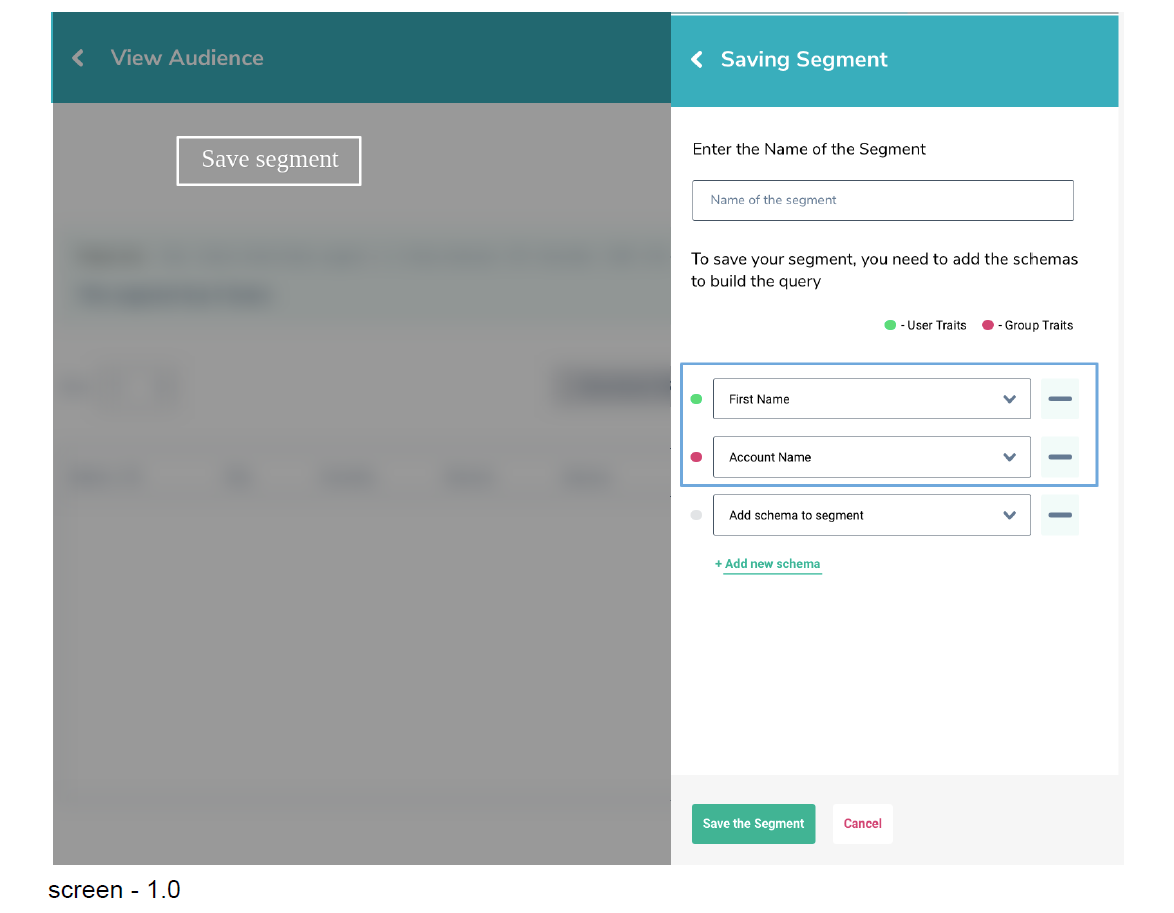 View Audience
Save segment
Saving Segment
Enter the Name of the Segment
Name of the segment
To save your segment, you need to add the schemas
to build the query
- User Traits - Group Traits
First Name
Account Name
Add schema to segment
+ Add new schema
Save the Segment Cancel
screen - 1.0